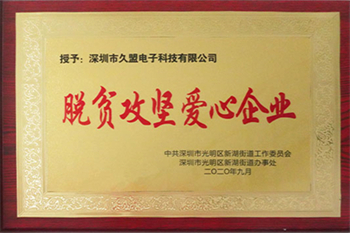 授予：深圳市久盟电子科技有限公司
脱贫攻坚爱心企业
中共深圳市光明区新湖街道工作委员会
深圳市光明区新湖街道办事处
二〇二〇年九月